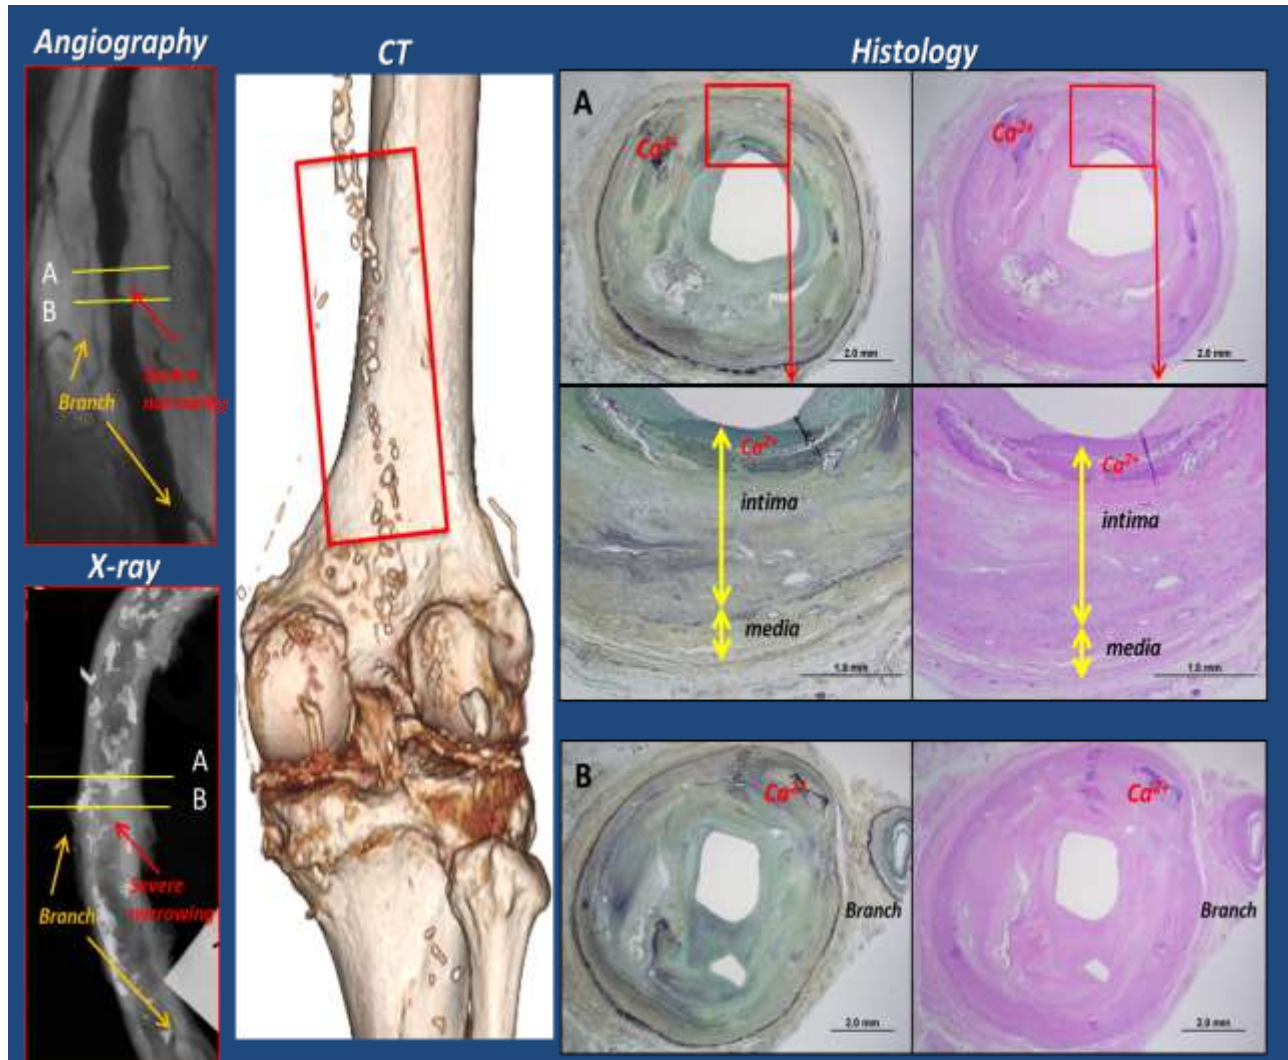 Angiography
A
B
Branch
narrowing
X-ray
A
B
Severe
narrowing
Branch
CT
Histology
A
Ca²⁺
2.0 mm
Ca²⁺
2.0 mm
Ca²⁺
intima
media
1.0 mm
Ca²⁺
intima
media
1.0 mm
B
Ca²⁺
Branch
2.0 mm
Ca²⁺
Branch
2.0 mm